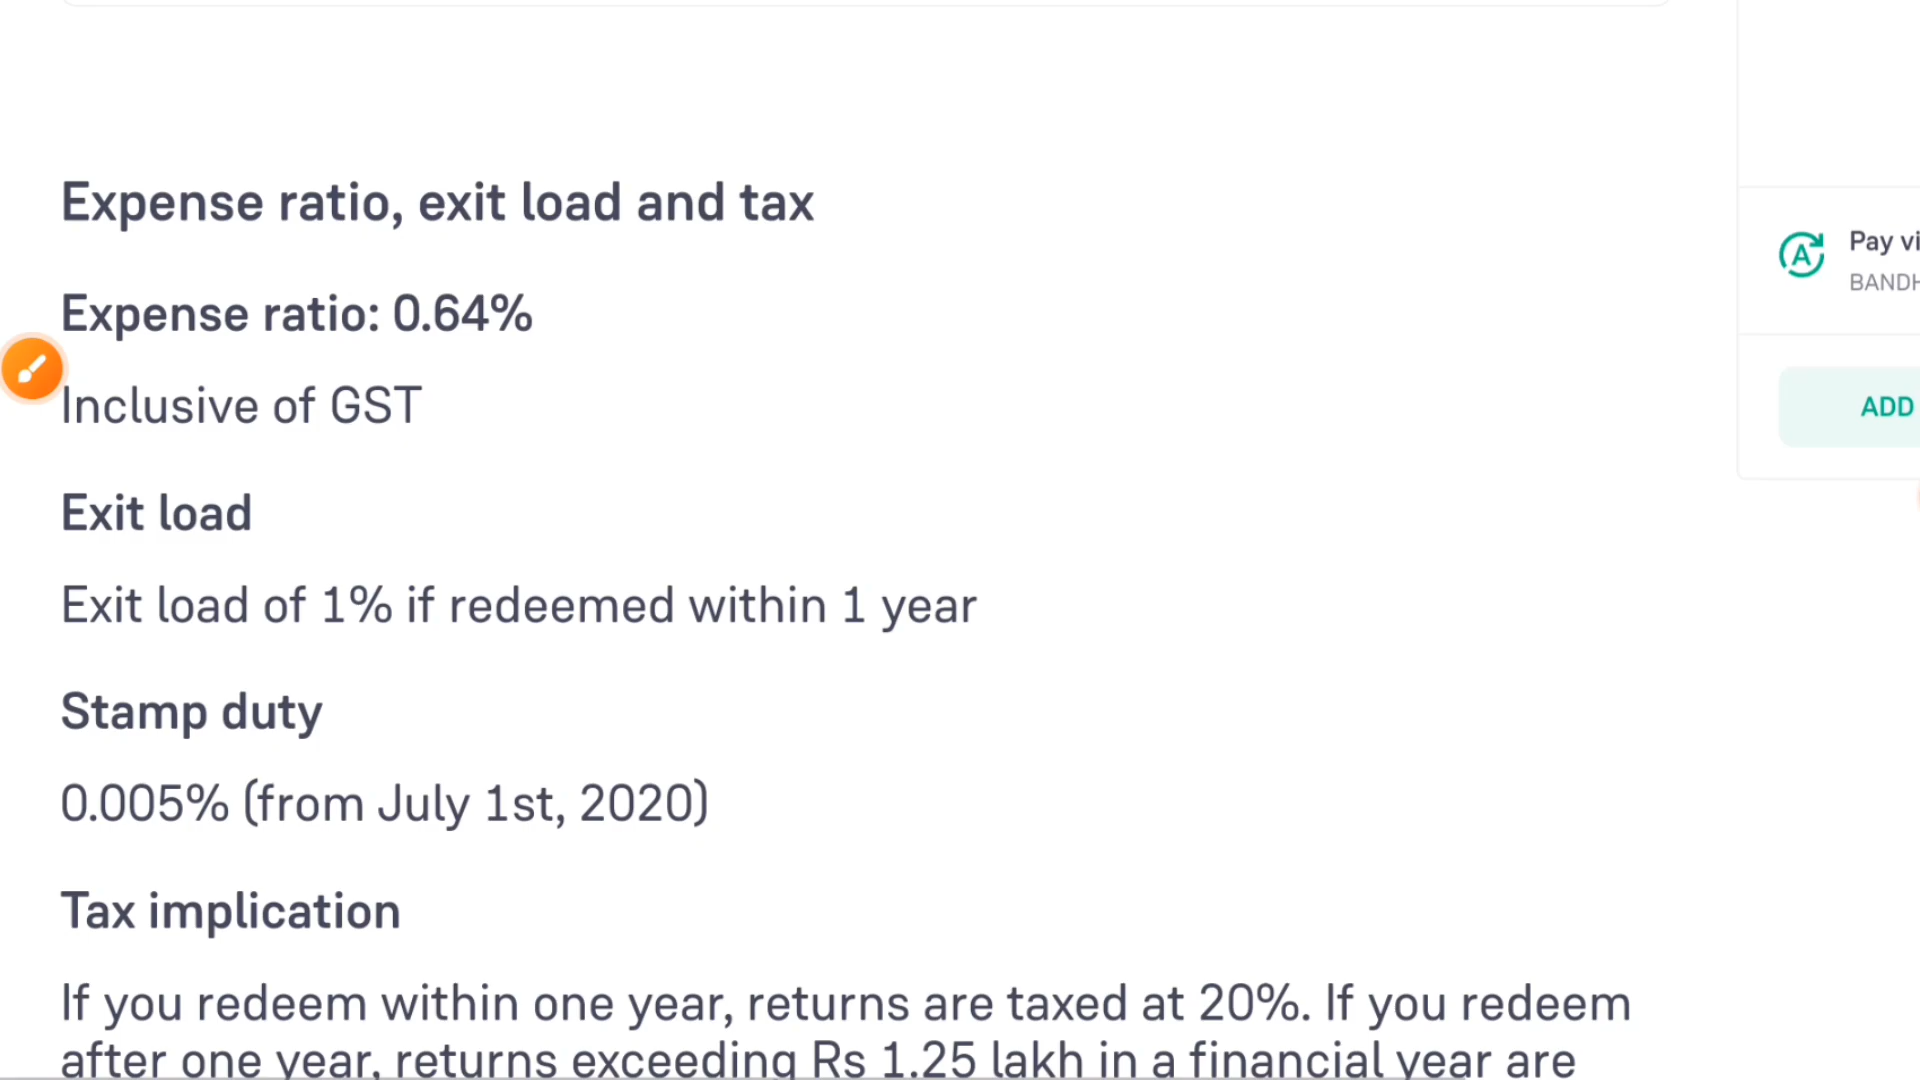 Expense ratio, exit load and tax
Expense ratio: 0.64%
Inclusive of GST
Exit load
Exit load of 1% if redeemed within 1 year
Stamp duty
0.005% (from July 1st, 2020)
Tax implication
If you redeem within one year, returns are taxed at 20%. If you redeem
after one year, returns exceeding Rs 1.25 lakh in a financial year are
A
Pay vi
BANDH
ADD